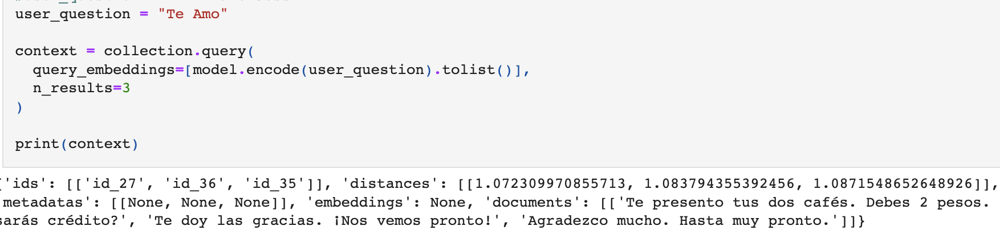 user_question = "Te Amo"
context = collection.query(
query_embeddings=[model.encode(user_question).tolist()],
n_results=3
)
print(context)
{'ids': [['id_27', 'id_36', 'id_35']], 'distances': [[1.072309970855713, 1.083794355392456, 1.0871548652648926]],
metadatas': [[None, None, None]], 'embeddings': None, 'documents': [['Te presento tus dos cafés. Debes 2 pesos.
sarás crédito?', 'Te doy las gracias. ¡Nos vemos pronto!', 'Agradezco mucho. Hasta muy pronto.']]}